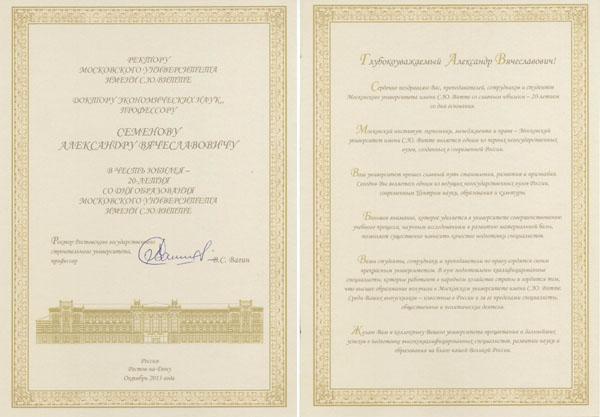 РЕКТОРУ
МОСКОВСКОГО УНИВЕРСИТЕТА
ИМЕНИ С.Ю. ВИТТЕ
ДОКТОРУ ЭКОНОМИЧЕСКИХ НАУК,
ПРОФЕССОРУ
СЕМЕНОВУ
АЛЕКСАНДРУ ВЯЧЕСЛАВОВИЧУ
В ЧЕСТЬ ЮБИЛЕЯ –
20-ЛЕТИЯ
СО ДНЯ ОБРАЗОВАНИЯ
МОСКОВСКОГО УНИВЕРСИТЕТА
ИМЕНИ С.Ю. ВИТТЕ
Ректор Ростовского государственного
строительного университета,
профессор
В.С. Вагин
Россия
Ростов-на-Дону
Октябрь 2013 года
Глубокоуважаемый Александр Вячеславович!
Сердечно поздравляю Вас, преподавателей, сотрудников и студентов
Московского университета имени С.Ю. Витте со славным юбилеем – 20-летием
со дня основания.
Московский институт экономики, менеджмента и права – Московский
университет имени С.Ю. Витте является одним из первых негосударственных
вузов, созданных в современной России.
Ваш университет прошел славный путь становления, развития и признания.
Сегодня Вы являетесь одним из ведущих негосударственных вузов России,
современным Центром науки, образования и культуры.
Большое внимание, которое уделяется в университете совершенствованию
учебного процесса, научным исследованиям и развитию материальной базы,
позволяет существенно повысить качество подготовки специалистов.
Ваши студенты, сотрудники и преподаватели по праву гордятся своим
прекрасным университетом. В вузе подготовлены квалифицированные
специалисты, которые работают в народном хозяйстве страны и гордятся тем,
что высшее образование получили в Московском университете имени С.Ю. Витте.
Среди Ваших выпускников – известные в России и за ее пределами специалисты,
общественные и политические деятели.
Желаю Вам и коллективу Вашего университета процветания и дальнейших
успехов в подготовке высококвалифицированных специалистов, развитии науки и
образования на благо нашей Великой России.